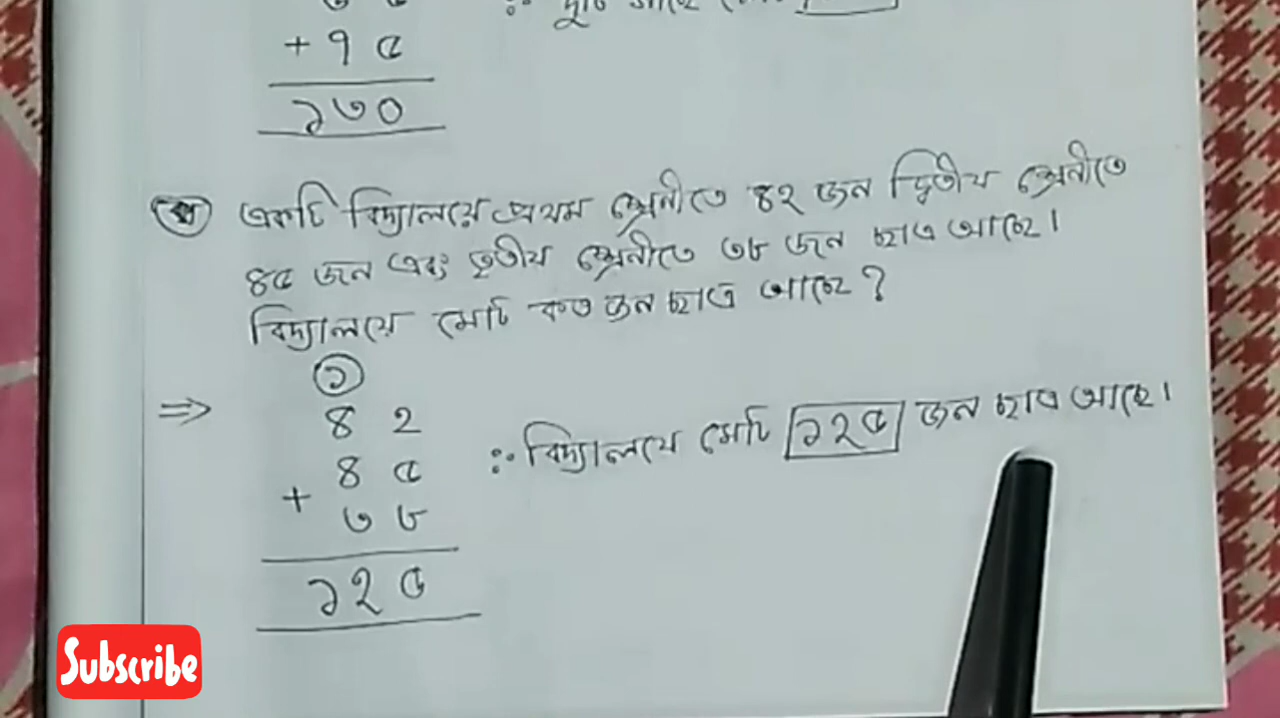 + ৭ ৫
১৩০
একটি বিদ্যালয়ে প্রথম শ্রেনীতে ৪২ জন দ্বিতীয় শ্রেনীতে
৪৫ জন এবং তৃতীয় শ্রেনীতে ৩৮ জন ছাত্র আছে।
বিদ্যালয়ে মোট কত জন ছাত্র আছে?
১
⇒ ৪ ২
৪ ৫
+ ৩ ৮
১২৫
∴ বিদ্যালয়ে মোট ১২৫ জন ছাত্র আছে।
Subscribe